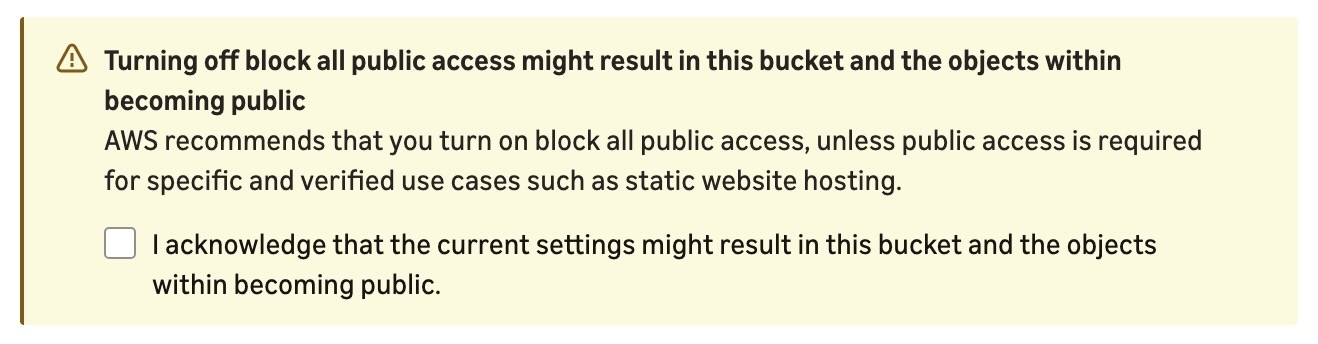 Turning off block all public access might result in this bucket and the objects within
becoming public
AWS recommends that you turn on block all public access, unless public access is required
for specific and verified use cases such as static website hosting.
I acknowledge that the current settings might result in this bucket and the objects
within becoming public.